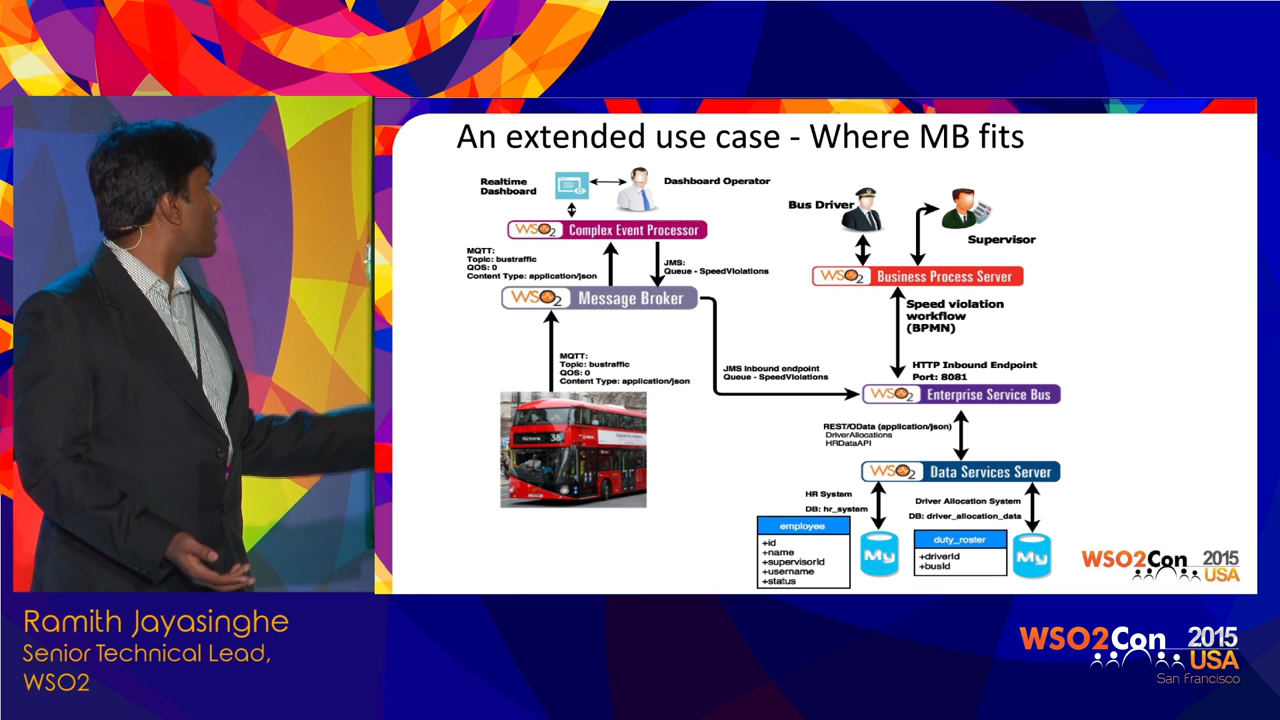 An extended use case - Where MB fits
Realtime
Dashboard
Dashboard Operator
WSO2 Complex Event Processor
MQTT:
Topic: bustraffic
QOS: 0
Content Type: application/json
JMS:
Queue - SpeedViolations
WSO2 Message Broker
MQTT:
Topic: bustraffic
QOS: 0
Content Type: application/json
Victoria 38
JMS Inbound endpoint
Queue - SpeedViolations
Bus Driver
Supervisor
WSO2 Business Process Server
Speed violation
workflow
(BPMN)
HTTP Inbound Endpoint
Port: 8081
WSO2 Enterprise Service Bus
REST/OData (application/json)
DriverAllocations
HRDataAPI
WSO2 Data Services Server
HR System
DB: hr_system
Driver Allocation System
DB: driver_allocation_data
employee
+id
+name
+supervisorId
+username
+status
My
duty_roster
+driverId
+busId
My
WSO2Con 2015
USA
Ramith Jayasinghe
Senior Technical Lead,
WSO2
WSO2Con 2015
USA
San Francisco